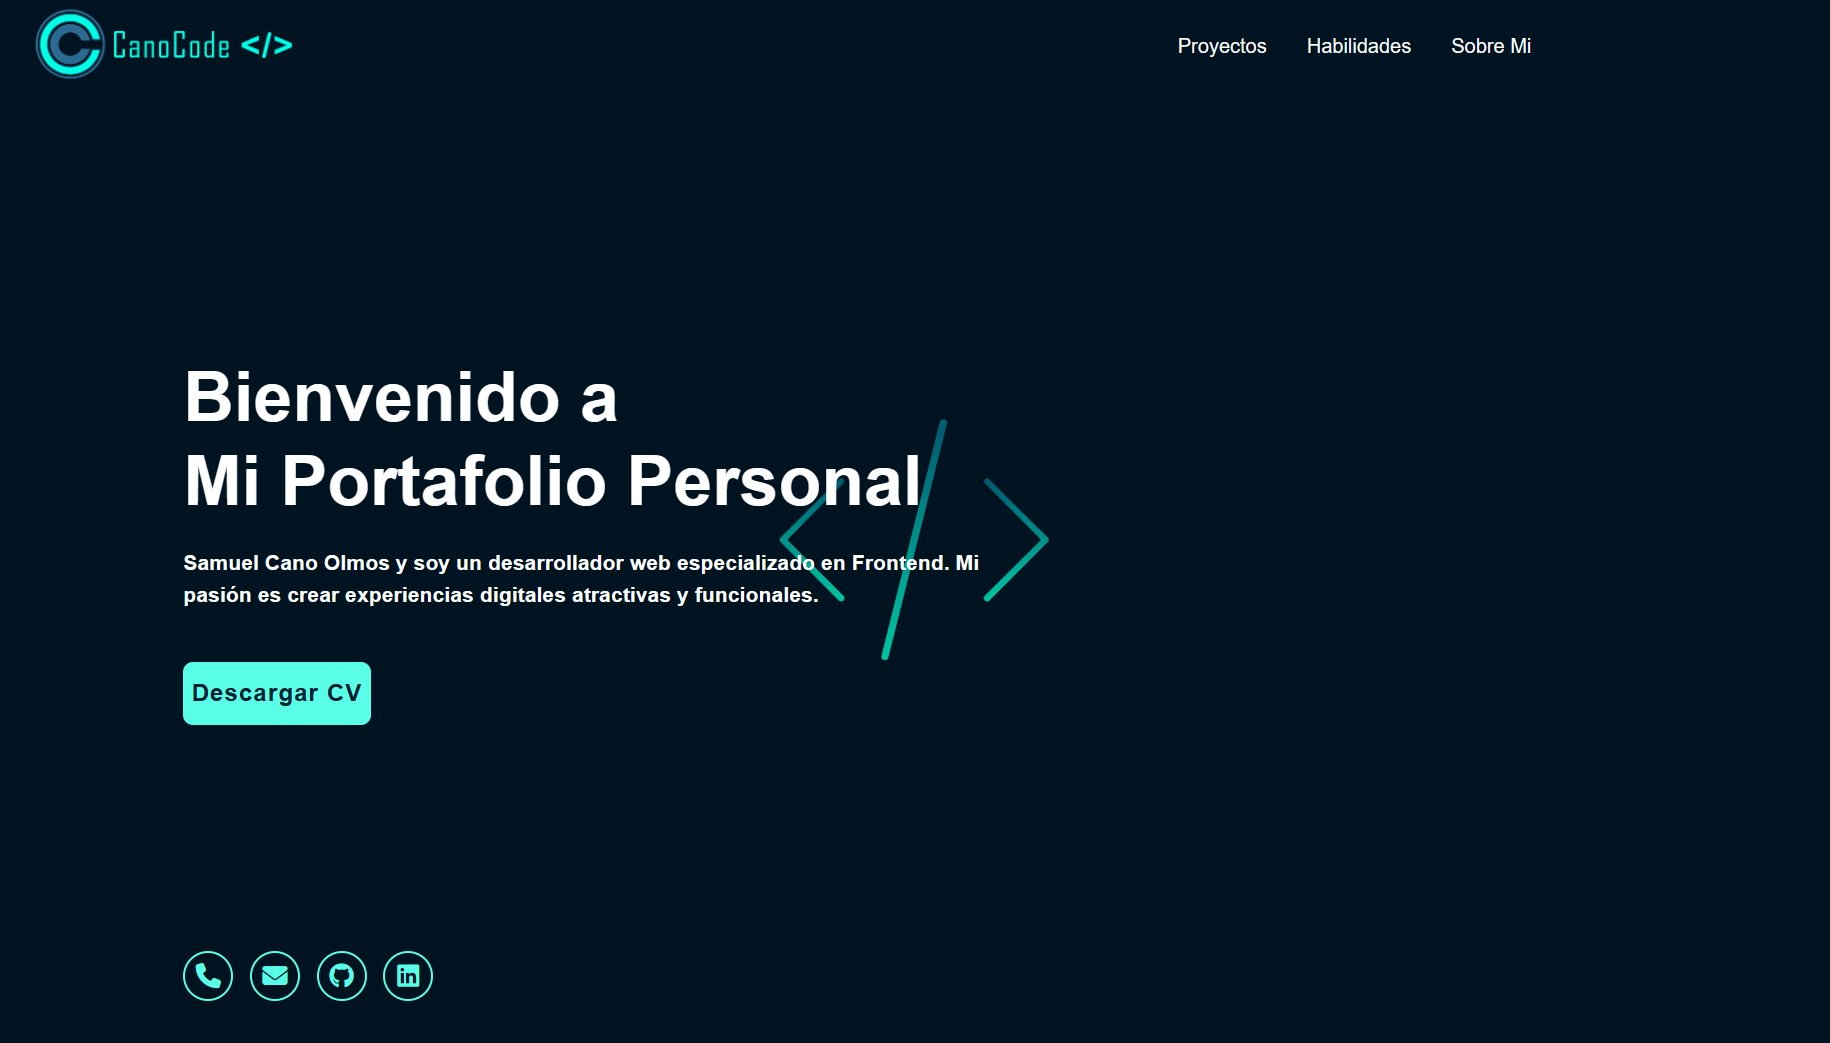 CanoCode </>
Proyectos Habilidades Sobre Mi
Bienvenido a
Mi Portafolio Personal
Samuel Cano Olmos y soy un desarrollador web especializado en Frontend. Mi
pasión es crear experiencias digitales atractivas y funcionales.
Descargar CV